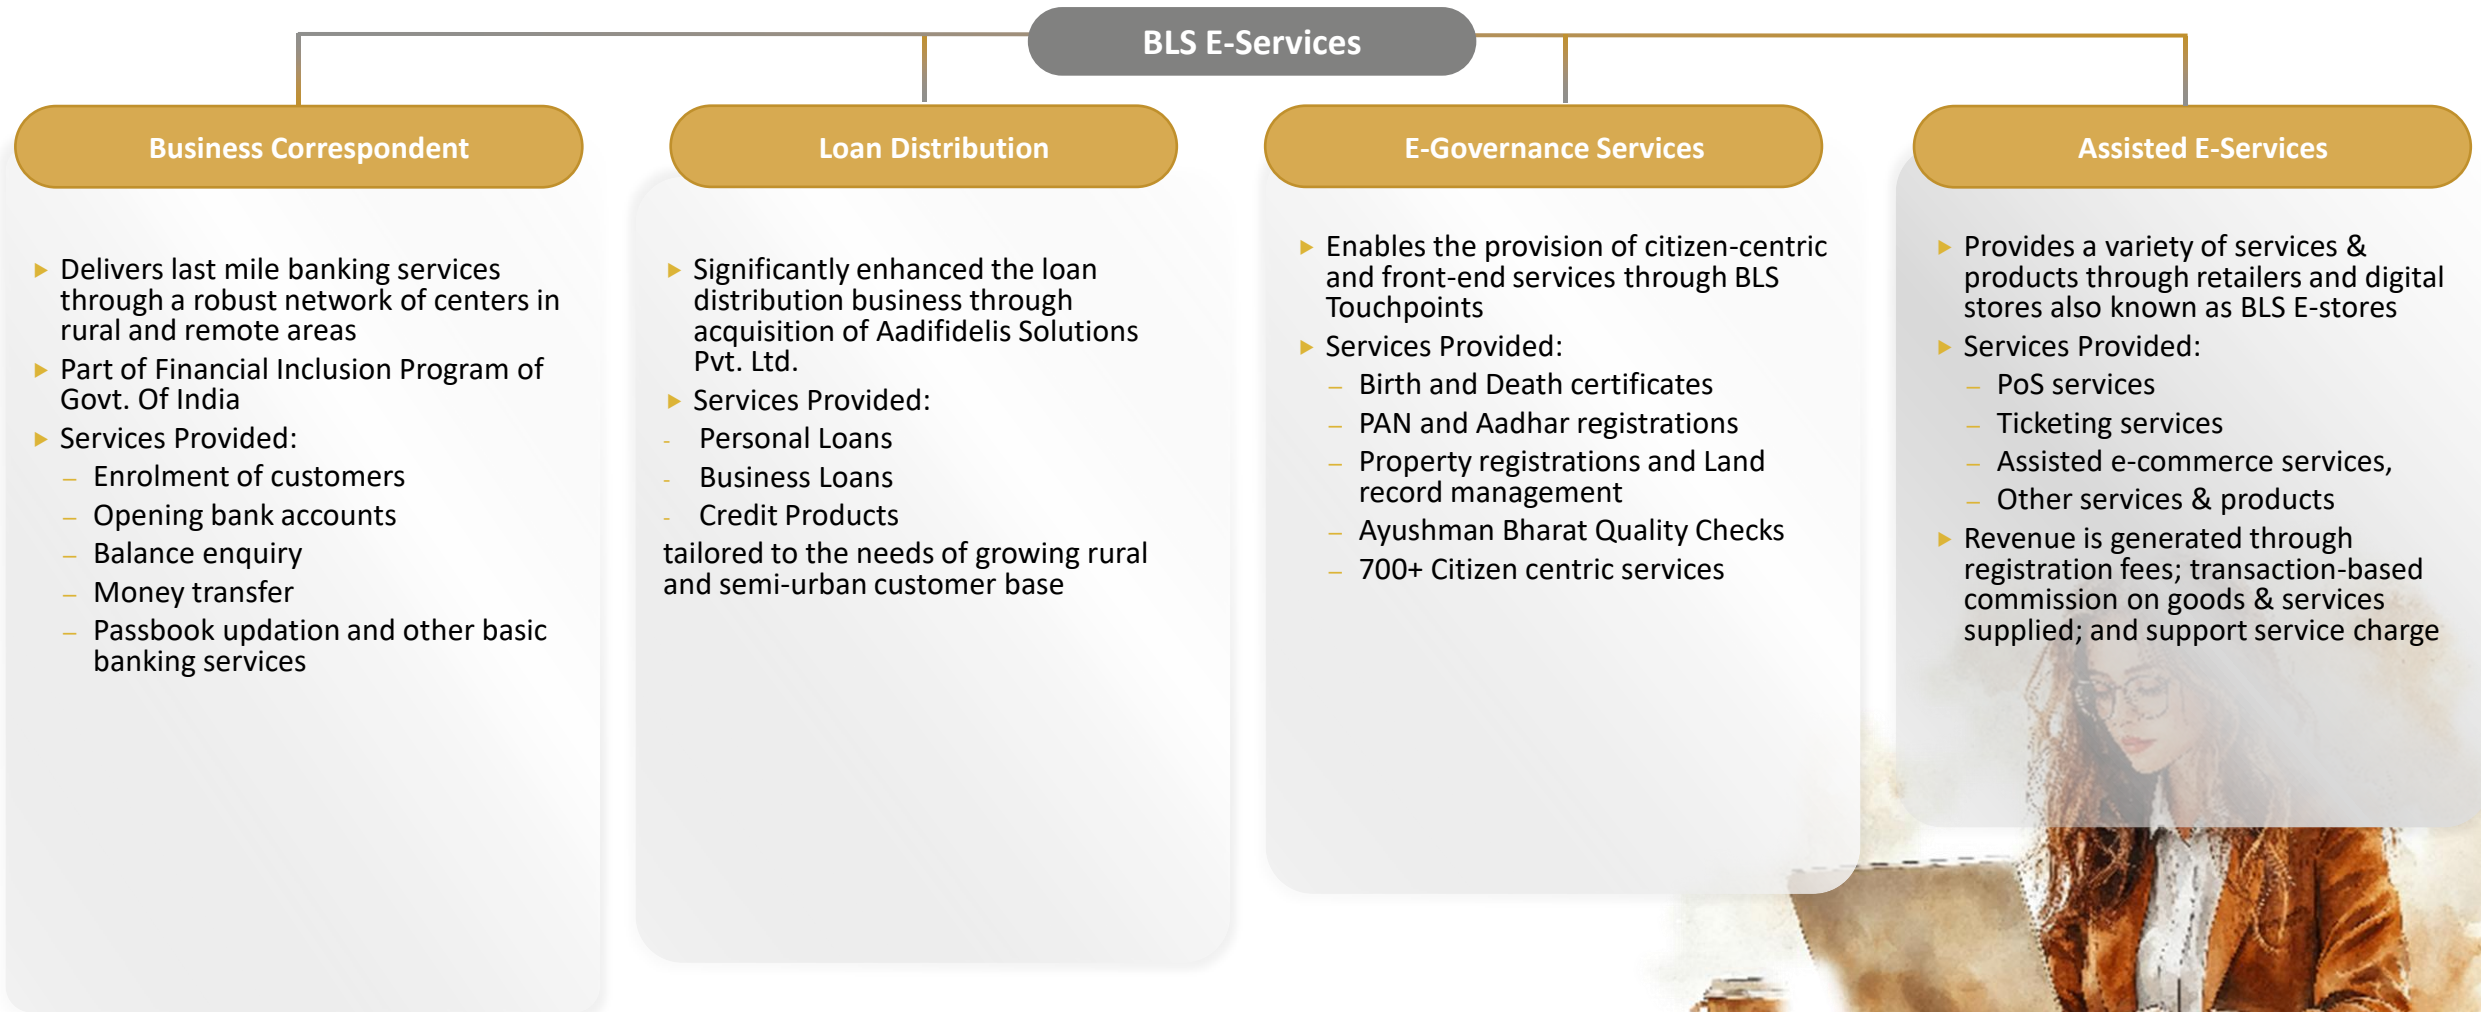 BLS E-Services
Business Correspondent
Delivers last mile banking services
through a robust network of centers in
rural and remote areas
Part of Financial Inclusion Program of
Govt. Of India
Services Provided:
– Enrolment of customers
– Opening bank accounts
– Balance enquiry
– Money transfer
– Passbook updation and other basic
banking services
Loan Distribution
Significantly enhanced the loan
distribution business through
acquisition of Aadifidelis Solutions
Pvt. Ltd.
Services Provided:
- Personal Loans
- Business Loans
- Credit Products
tailored to the needs of growing rural
and semi-urban customer base
E-Governance Services
Enables the provision of citizen-centric
and front-end services through BLS
Touchpoints
Services Provided:
– Birth and Death certificates
– PAN and Aadhar registrations
– Property registrations and Land
record management
– Ayushman Bharat Quality Checks
– 700+ Citizen centric services
Assisted E-Services
Provides a variety of services &
products through retailers and digital
stores also known as BLS E-stores
Services Provided:
– PoS services
– Ticketing services
– Assisted e-commerce services,
– Other services & products
Revenue is generated through
registration fees; transaction-based
commission on goods & services
supplied; and support service charge